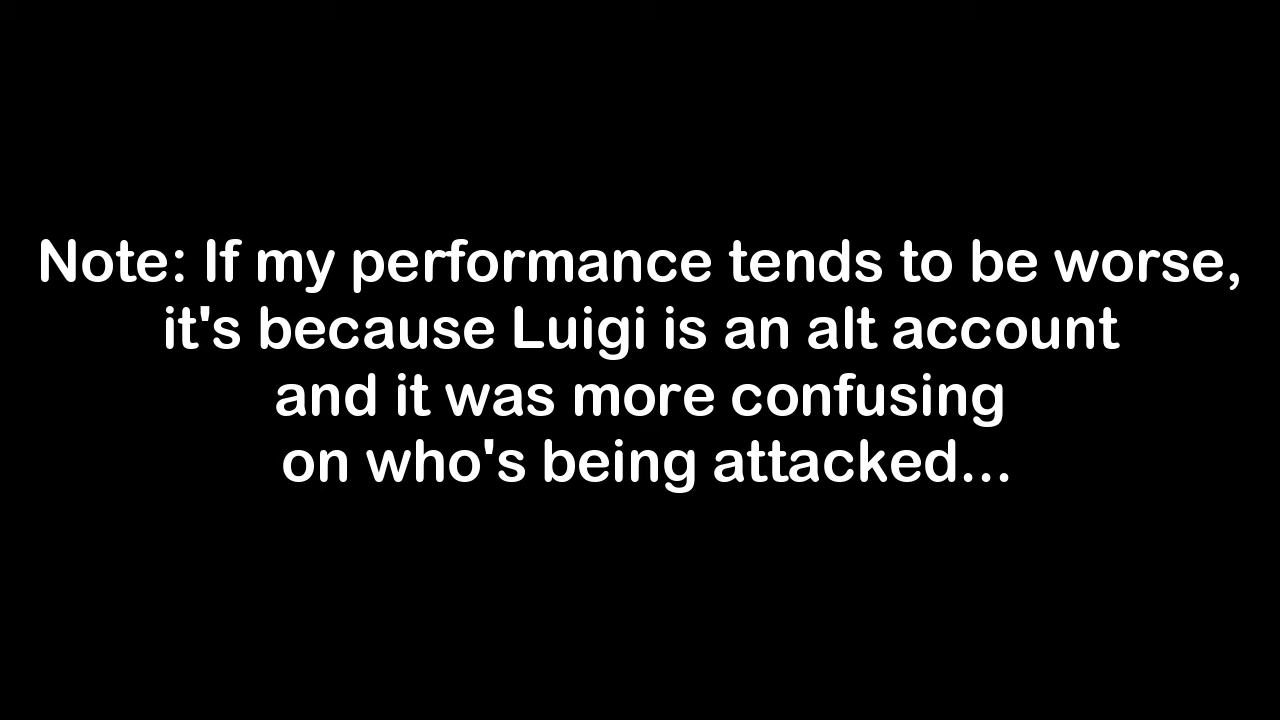 Note: If my performance tends to be worse,
it's because Luigi is an alt account
and it was more confusing
on who's being attacked...